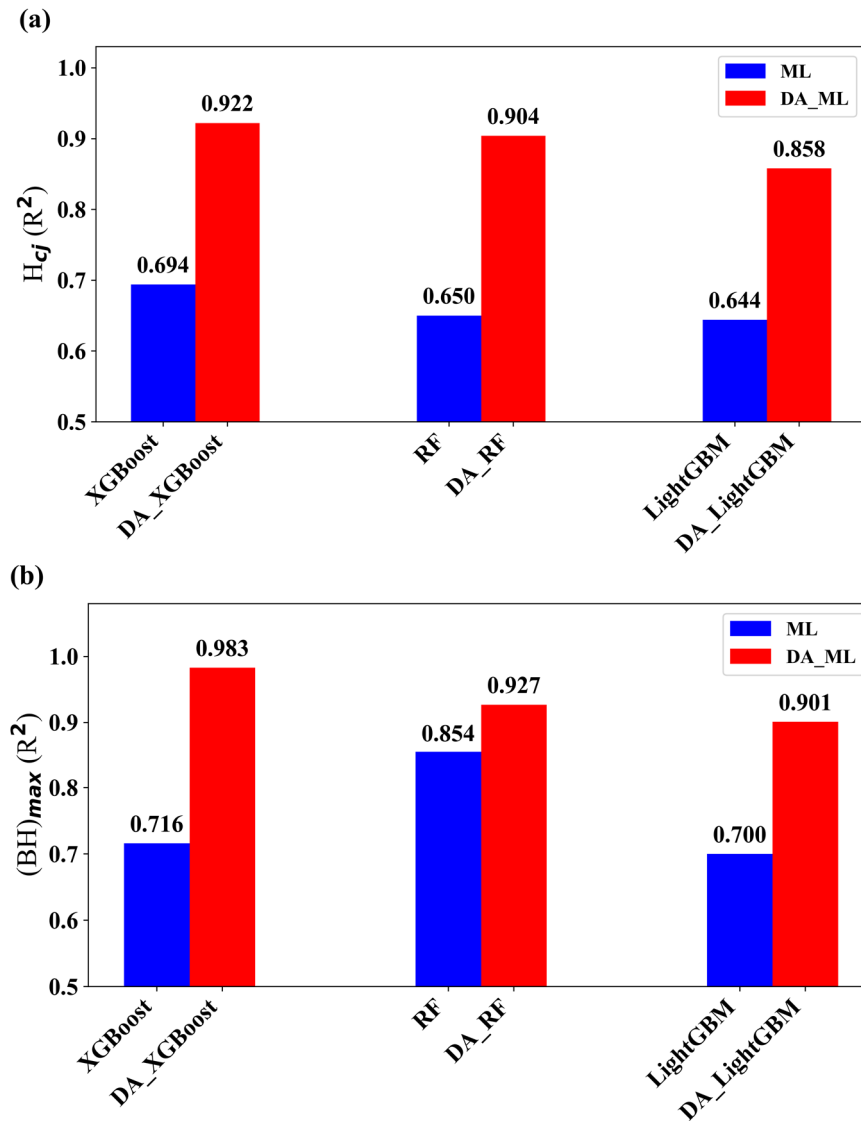 (a)
H_cj (R²)
1.0
0.9
0.8
0.7
0.6
0.5
ML
DA_ML
0.694
0.922
0.650
0.904
0.644
0.858
XGBoost
DA_XGBoost
RF
DA_RF
LightGBM
DA_LightGBM
(b)
(BH)_max (R²)
1.0
0.9
0.8
0.7
0.6
0.5
ML
DA_ML
0.716
0.983
0.854
0.927
0.700
0.901
XGBoost
DA_XGBoost
RF
DA_RF
LightGBM
DA_LightGBM